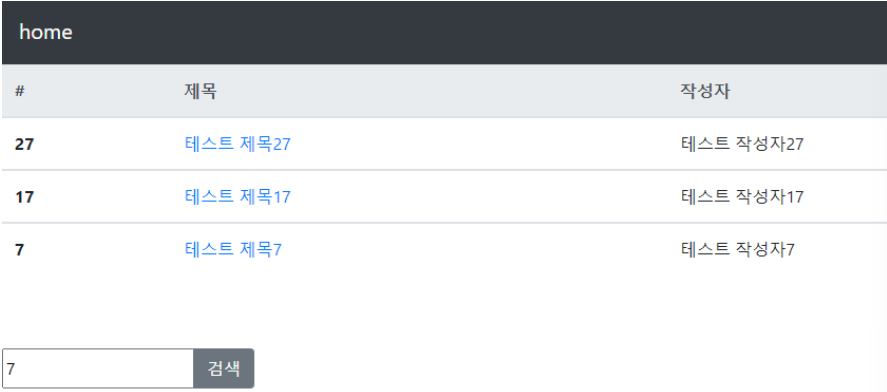 home
# 제목 작성자
27 테스트 제목27 테스트 작성자27
17 테스트 제목17 테스트 작성자17
7 테스트 제목7 테스트 작성자7
7 검색